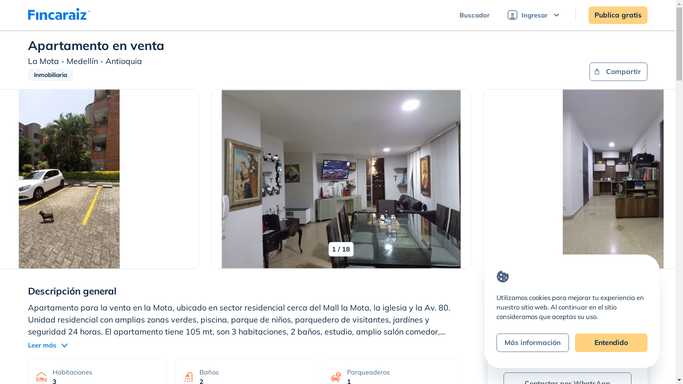 Fincaraiz
Buscador
Ingresar
Publica gratis
Apartamento en venta
La Mota - Medellín - Antioquia
Inmobiliaria
Compartir
1 / 18
Descripción general
Apartamento para la venta en la Mota, ubicado en sector residencial cerca del Mall la Mota, la iglesia y la Av. 80.
Unidad residencial con amplias zonas verdes, piscina, parque de niños, parquedero de visitantes, jardínes y
seguridad 24 horas. El apartamento tiene 105 mt, son 3 habitaciones, 2 baños, estudio, amplio salón comedor,...
Leer más
Habitaciones
3
Baños
2
Parqueaderos
1
Utilizamos cookies para mejorar tu experiencia en
nuestro sitio web. Al continuar en el sitio
consideramos que aceptas su uso.
Más información
Entendido
Contactar por WhatsApp